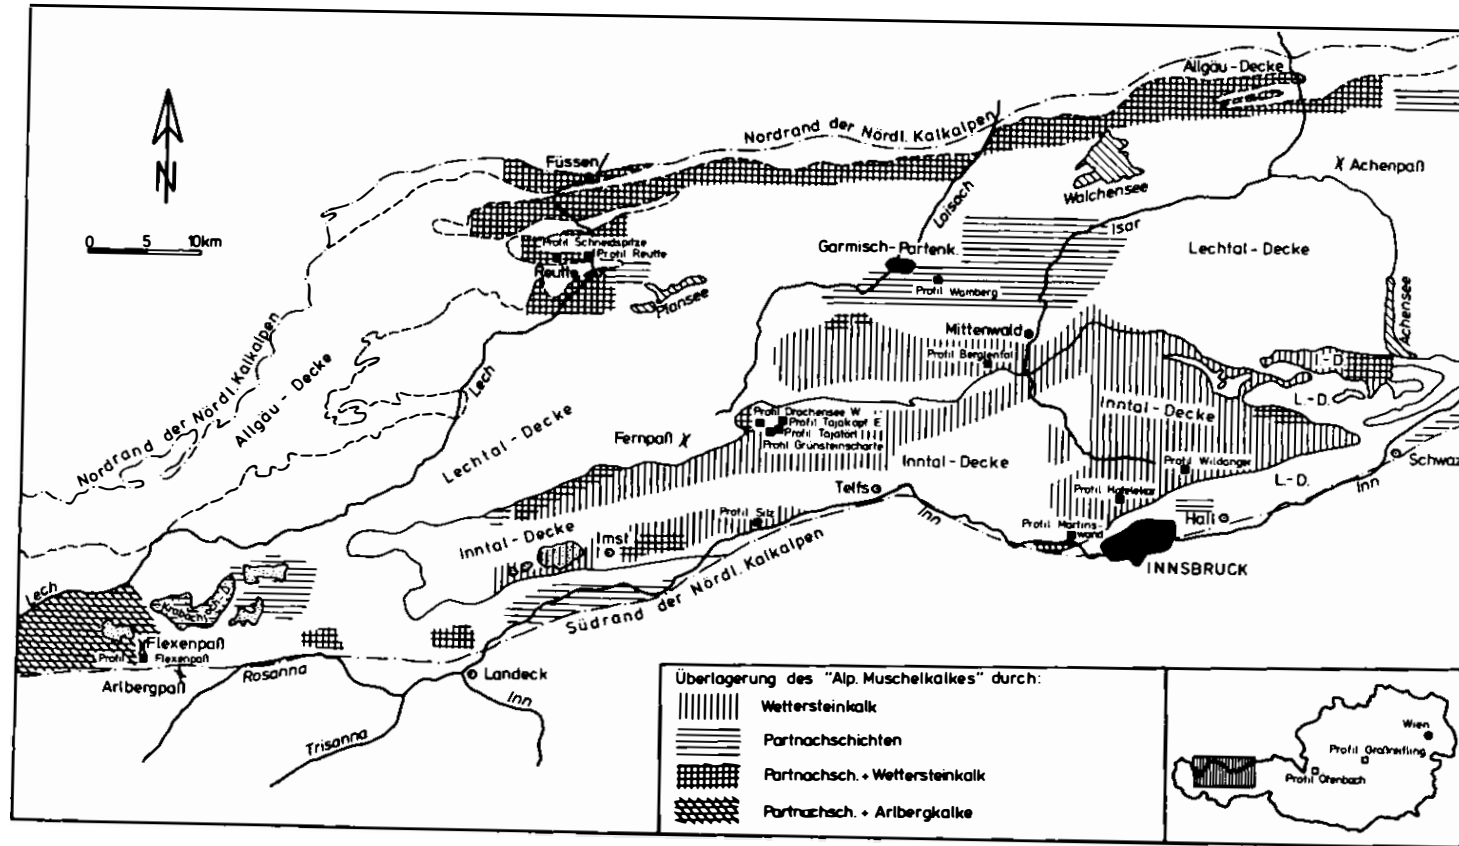 Allgäu-Decke
Nordrand der Nördl. Kalkalpen
Achenpaß
Füssen
Walchensee
Loisach
Isar
N
0 5 10km
Profil Schneidspitze
Profil Reutte
Reutte
Plansee
Garmisch-Partenk.
Profil Wamberg
Lechtal-Decke
Achensee
Mittenwald
Profil Berglental
Nordrand der Nördl. Kalkalpen
Allgäu-Decke
Lech
Lechtal-Decke
Fernpaß
Profil Drachensee W
Profil Tajakopf E
Profil Tajatörl
Profil Grünsteinscharte
Inntal-Decke
Inntal-Decke
L.-D.
L.-D.
L.-D.
Schwaz
Inn
Profil Wildanger
Profil Hafelekar
Hall
Profil Martins-
wand
INNSBRUCK
Telfs
Inn
Profil Silz
Inntal-Decke
Imst
Südrand der Nördl. Kalkalpen
Lech
Krabachjoch-D.
Flexenpaß
Profil Flexenpaß
Arlbergpaß
Rosanna
Landeck
Inn
Trisanna
Überlagerung des "Alp. Muschelkalkes" durch:
Wettersteinkalk
Partnachschichten
Partnachsch. + Wettersteinkalk
Partnachsch. + Arlbergkalke
Wien
Profil Großreifling
Profil Öfenbach